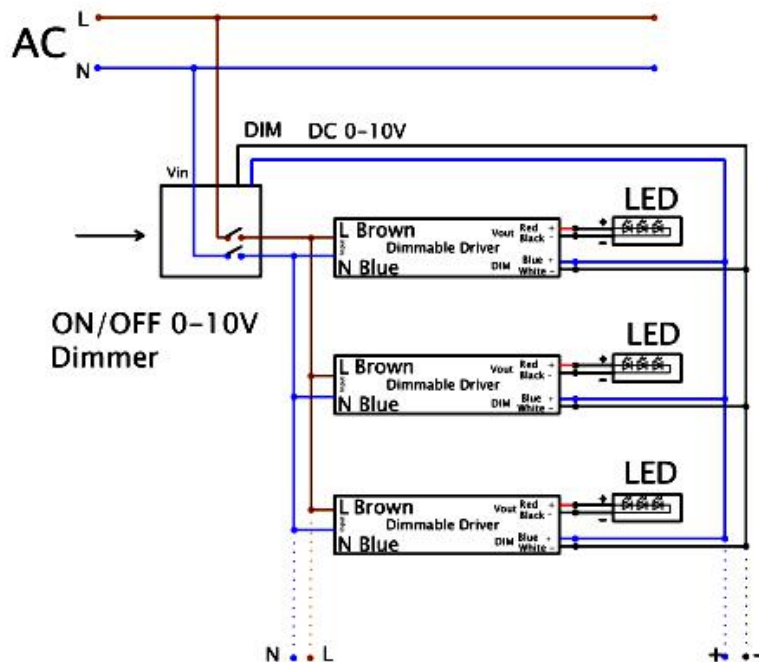 L
AC
N
DIM DC 0-10V
Vin
LED
L Brown
Vout Red +
Black -
+
-
Dimmable Driver
N Blue
DIM Blue +
White -
ON/OFF 0-10V
Dimmer
LED
L Brown
Vout Red +
Black -
+
-
Dimmable Driver
N Blue
DIM Blue +
White -
LED
L Brown
Vout Red +
Black -
+
-
Dimmable Driver
N Blue
DIM Blue +
White -
N L + -